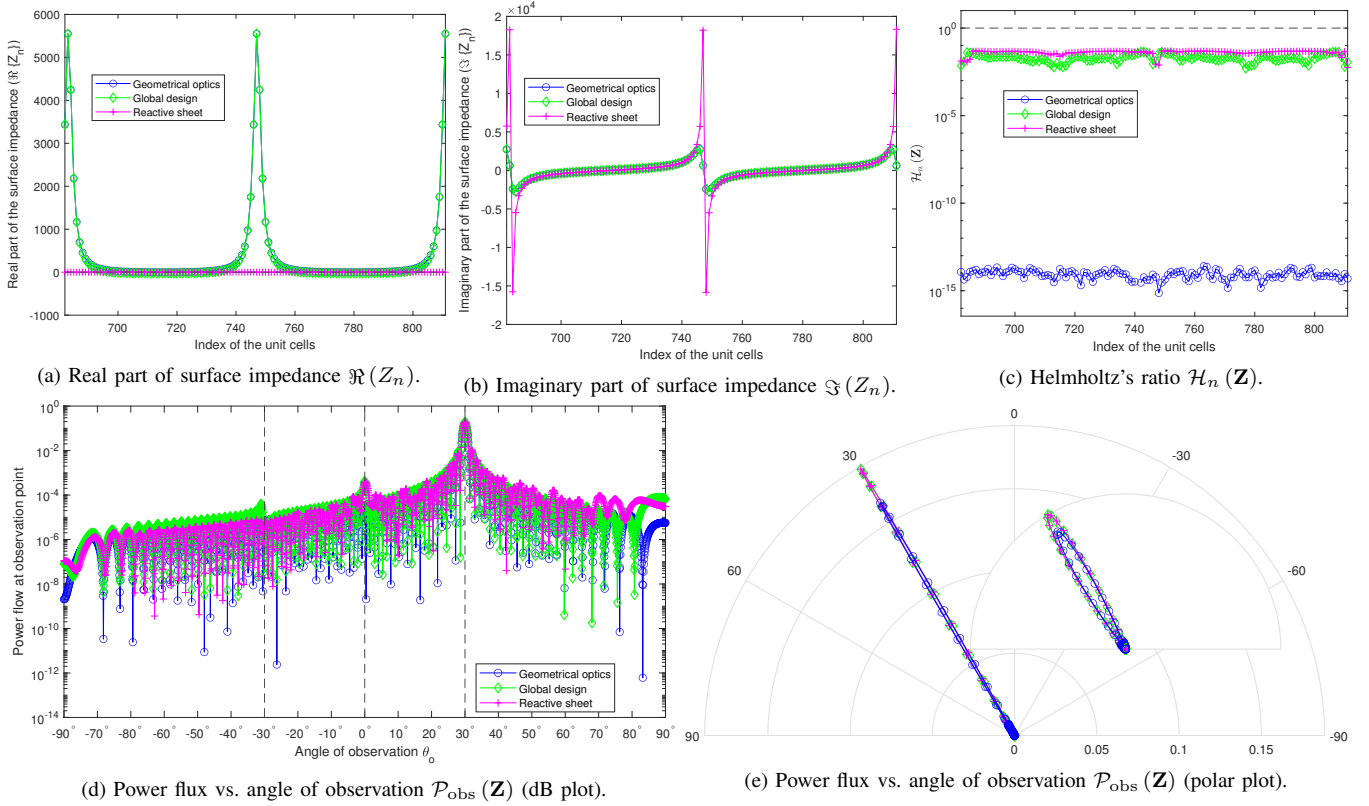 Real part of the surface impedance (ℜ {Z_n})
6000
5000
4000
3000
2000
1000
0
-1000
700
720
740
760
780
800
Index of the unit cells
Geometrical optics
Global design
Reactive sheet
(a) Real part of surface impedance ℜ (Z_n).
Imaginary part of the surface impedance (ℑ {Z_n})
×10^4
2
1.5
1
0.5
0
-0.5
-1
-1.5
-2
700
720
740
760
780
800
Index of the unit cells
Geometrical optics
Global design
Reactive sheet
(b) Imaginary part of surface impedance ℑ (Z_n).
ℋ_n (Z)
10^0
10^-5
10^-10
10^-15
700
720
740
760
780
800
Index of the unit cells
Geometrical optics
Global design
Reactive sheet
(c) Helmholtz's ratio ℋ_n (Z).
Power flow at observation point
10^0
10^-2
10^-4
10^-6
10^-8
10^-10
10^-12
10^-14
-90° -70° -60° -50° -40° -30° -20° -10° 0° 10° 20° 30° 40° 50° 60° 70° 80° 90°
Angle of observation θ_o
Geometrical optics
Global design
Reactive sheet
(d) Power flux vs. angle of observation 𝒫_obs (Z) (dB plot).
0
30
-30
60
-60
90
-90
0
0.05
0.1
0.15
(e) Power flux vs. angle of observation 𝒫_obs (Z) (polar plot).